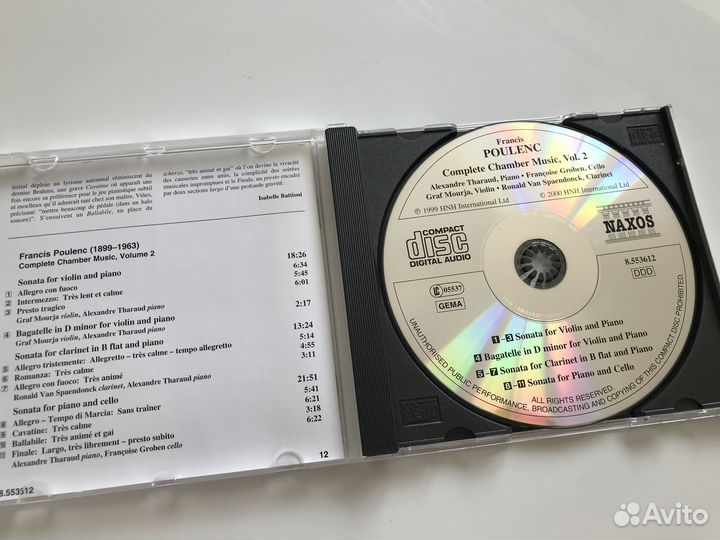 initial déploie un lyrisme automnal réminiscent du
dernier Brahms, une grave Cavatine où apparaît une
fois encore sa préférence pour le jeu pianistique subtil
et moelleux qu'il admirait tant chez son maître, Viñes,
précisant: "mettre beaucoup de pédale (dans un halo
sonore)". S'ensuivent un Ballabile, en place du
scherzo, "très animé et gai" où l'on devine la vivacité
des causeries entre amis, la complicité des soirées
musicales impromptues et le Finale, un presto encadré
par deux sections largo d'une profonde gravité.
Isabelle Battioni
Francis Poulenc (1899–1963)
Complete Chamber Music, Volume 2
Sonata for violin and piano 18:26
1 Allegro con fuoco 6:34
2 Intermezzo: Très lent et calme 5:45
3 Presto tragico 6:01
Graf Mourja violin, Alexandre Tharaud piano
4 Bagatelle in D minor for violin and piano 2:17
Graf Mourja violin, Alexandre Tharaud piano
Sonata for clarinet in B flat and piano 13:24
5 Allegro tristemente: Allegretto – très calme – tempo allegretto 5:14
6 Romanza: Très calme 4:55
7 Allegro con fuoco: Très animé 3:11
Ronald Van Spaendonck clarinet, Alexandre Tharaud piano
Sonata for piano and cello 21:51
8 Allegro – Tempo di Marcia: Sans traîner 5:41
9 Cavatine: Très calme 6:21
10 Ballabile: Très animé et gai 3:18
11 Finale: Largo, très librement – presto subito 6:22
Alexandre Tharaud piano, Françoise Groben cello
8.553612
12
Francis
POULENC
Complete Chamber Music, Vol. 2
Alexandre Tharaud, Piano • Françoise Groben, Cello
Graf Mourja, Violin • Ronald Van Spaendonck, Clarinet
℗ 1999 HNH International Ltd © 2000 HNH International Ltd
COMPACT
disc
DIGITAL AUDIO
NAXOS
8.553612
DDD
LC 05537
GEMA
1–3 Sonata for Violin and Piano
4 Bagatelle in D minor for Violin and Piano
5–7 Sonata for Clarinet in B flat and Piano
8–11 Sonata for Piano and Cello
ALL RIGHTS RESERVED.
UNAUTHORISED PUBLIC PERFORMANCE, BROADCASTING AND COPYING OF THIS COMPACT DISC PROHIBITED.
Avito